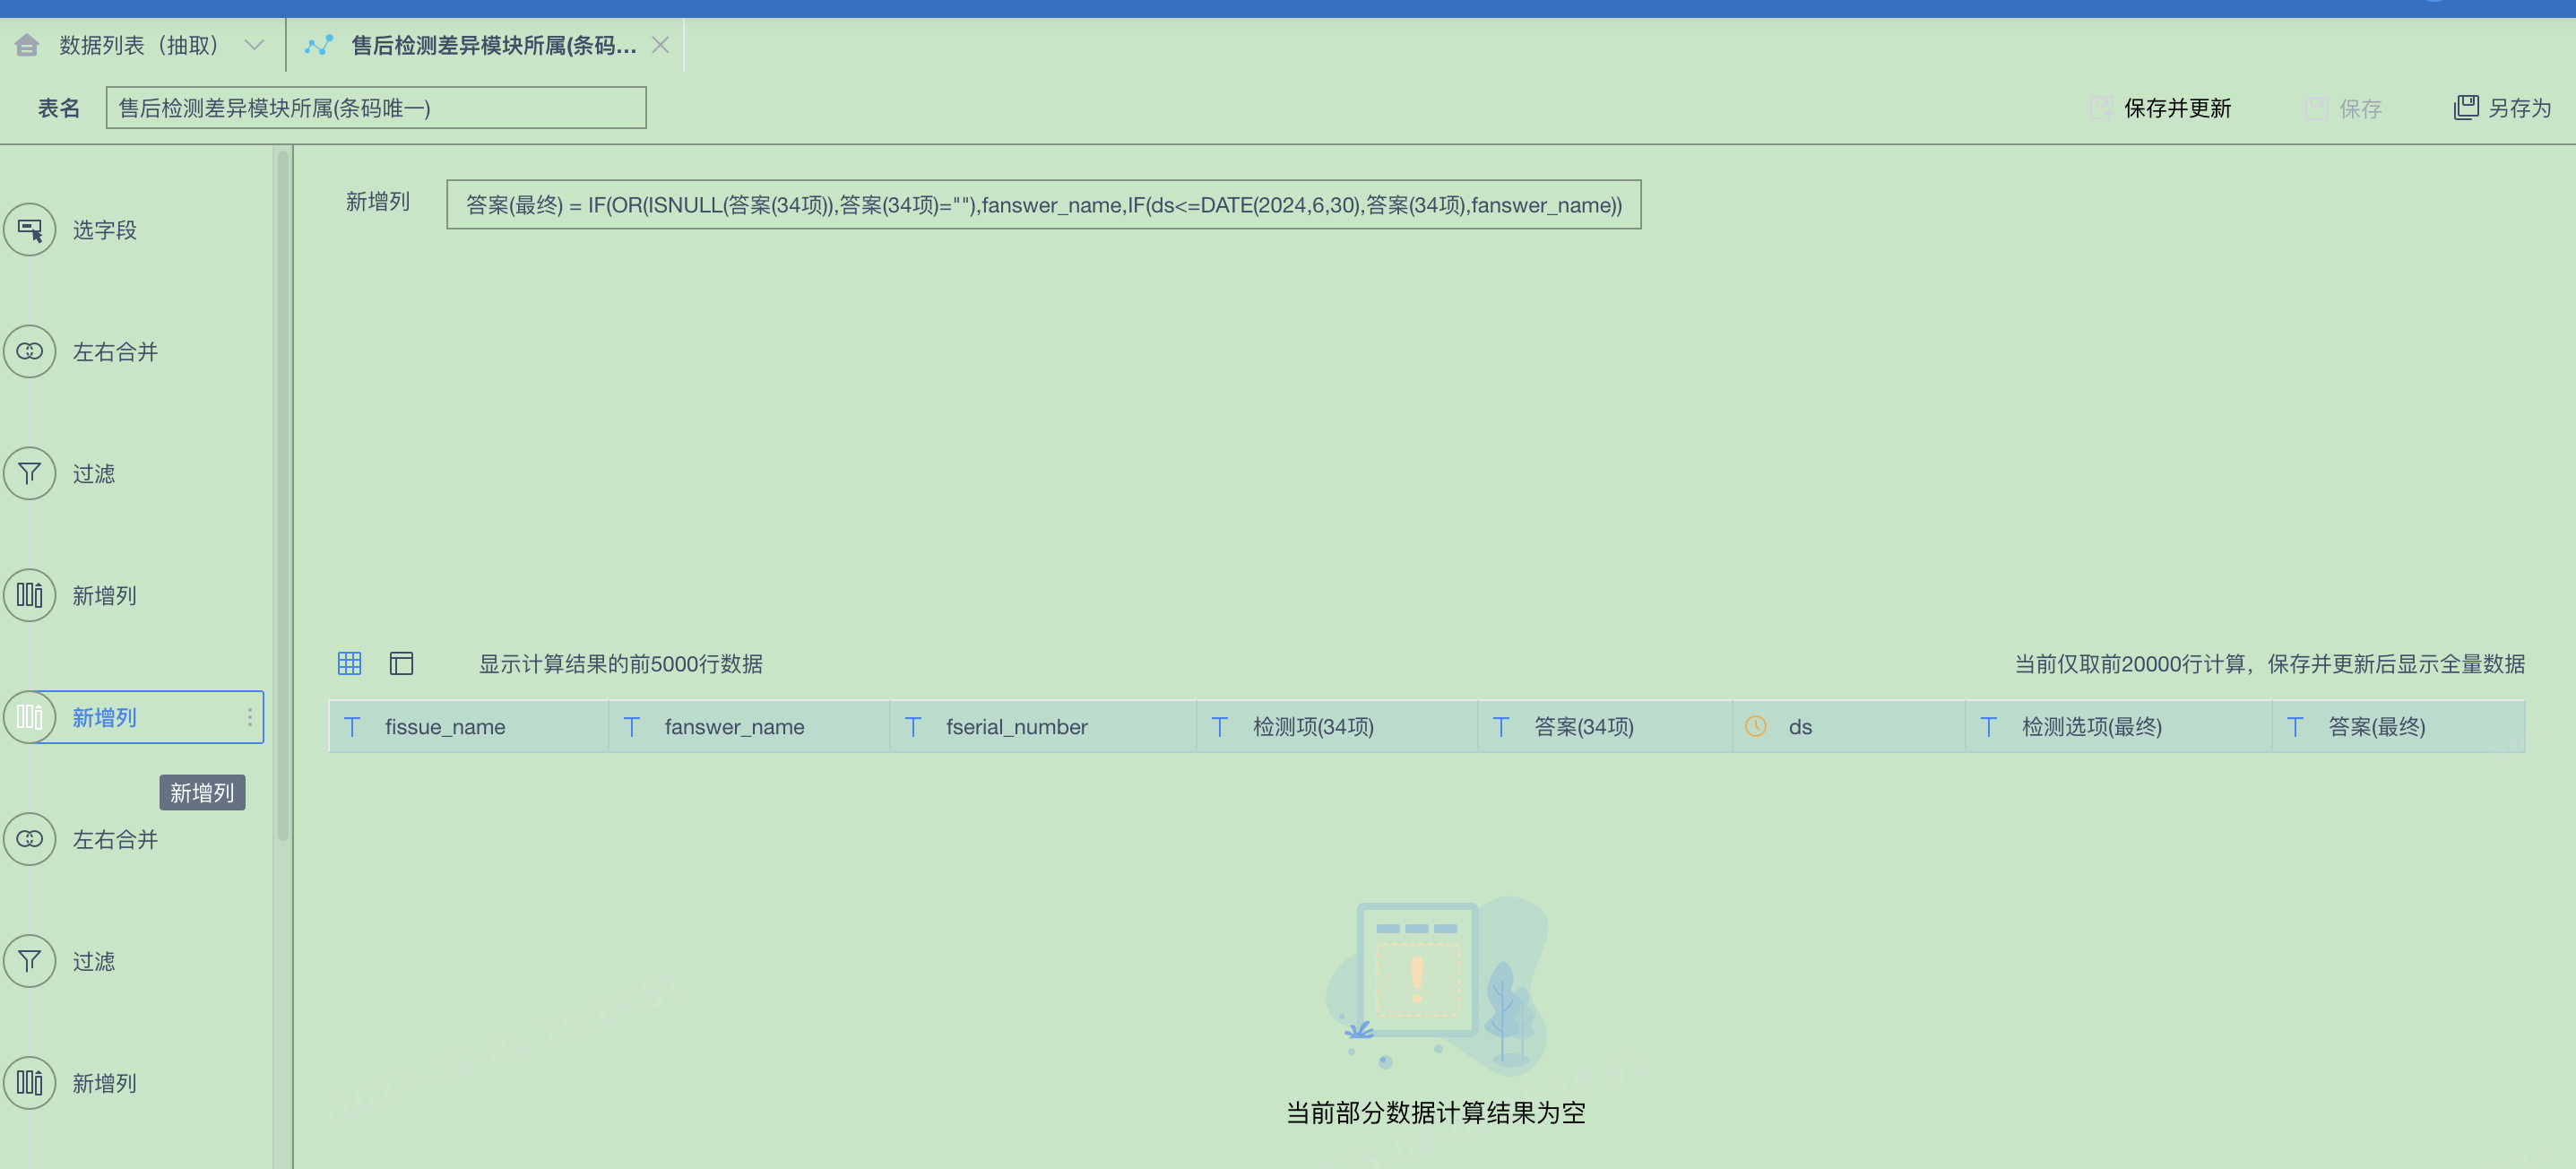 数据列表（抽取）
售后检测差异模块所属(条码...
表名
售后检测差异模块所属(条码唯一)
保存并更新
保存
另存为
选字段
左右合并
过滤
新增列
新增列
新增列
左右合并
过滤
新增列
新增列
答案(最终) = IF(OR(ISNULL(答案(34项)),答案(34项)=""),fanswer_name,IF(ds<=DATE(2024,6,30),答案(34项),fanswer_name))
显示计算结果的前5000行数据
当前仅取前20000行计算，保存并更新后显示全量数据
fissue_name
fanswer_name
fserial_number
检测项(34项)
答案(34项)
ds
检测选项(最终)
答案(最终)
当前部分数据计算结果为空
2025-08-02 15:19:51